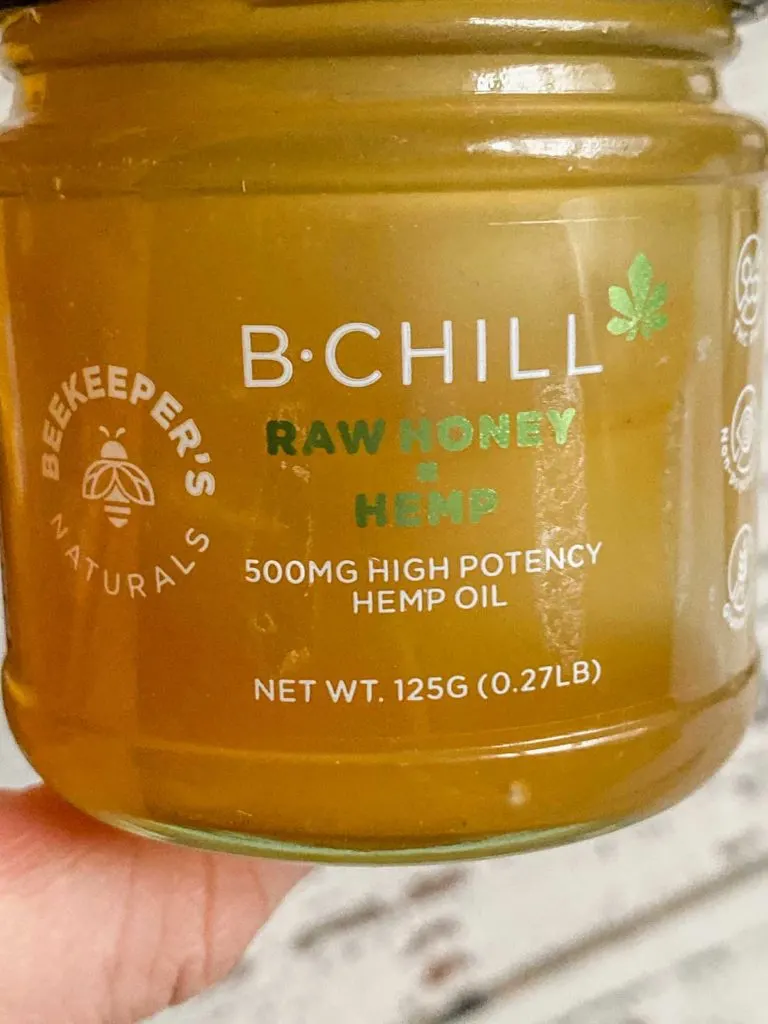 BEEKEEPER'S
NATURALS
B·CHILL
RAW HONEY
×
HEMP
500MG HIGH POTENCY
HEMP OIL
NET WT. 125G (0.27LB)